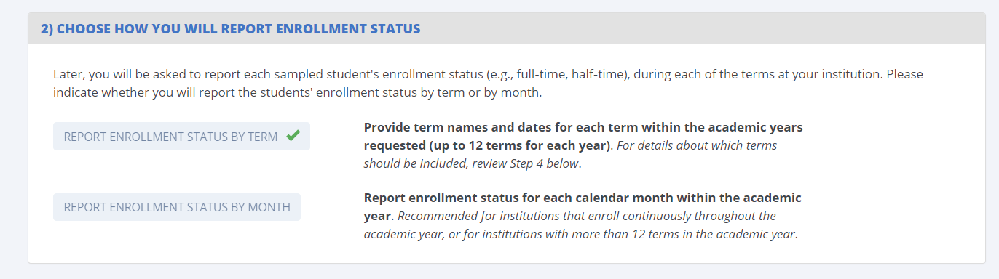 2) CHOOSE HOW YOU WILL REPORT ENROLLMENT STATUS
Later, you will be asked to report each sampled student's enrollment status (e.g., full-time, half-time), during each of the terms at your institution. Please
indicate whether you will report the students' enrollment status by term or by month.
REPORT ENROLLMENT STATUS BY TERM
Provide term names and dates for each term within the academic years
requested (up to 12 terms for each year). For details about which terms
should be included, review Step 4 below.
REPORT ENROLLMENT STATUS BY MONTH
Report enrollment status for each calendar month within the academic
year. Recommended for institutions that enroll continuously throughout the
academic year, or for institutions with more than 12 terms in the academic year.